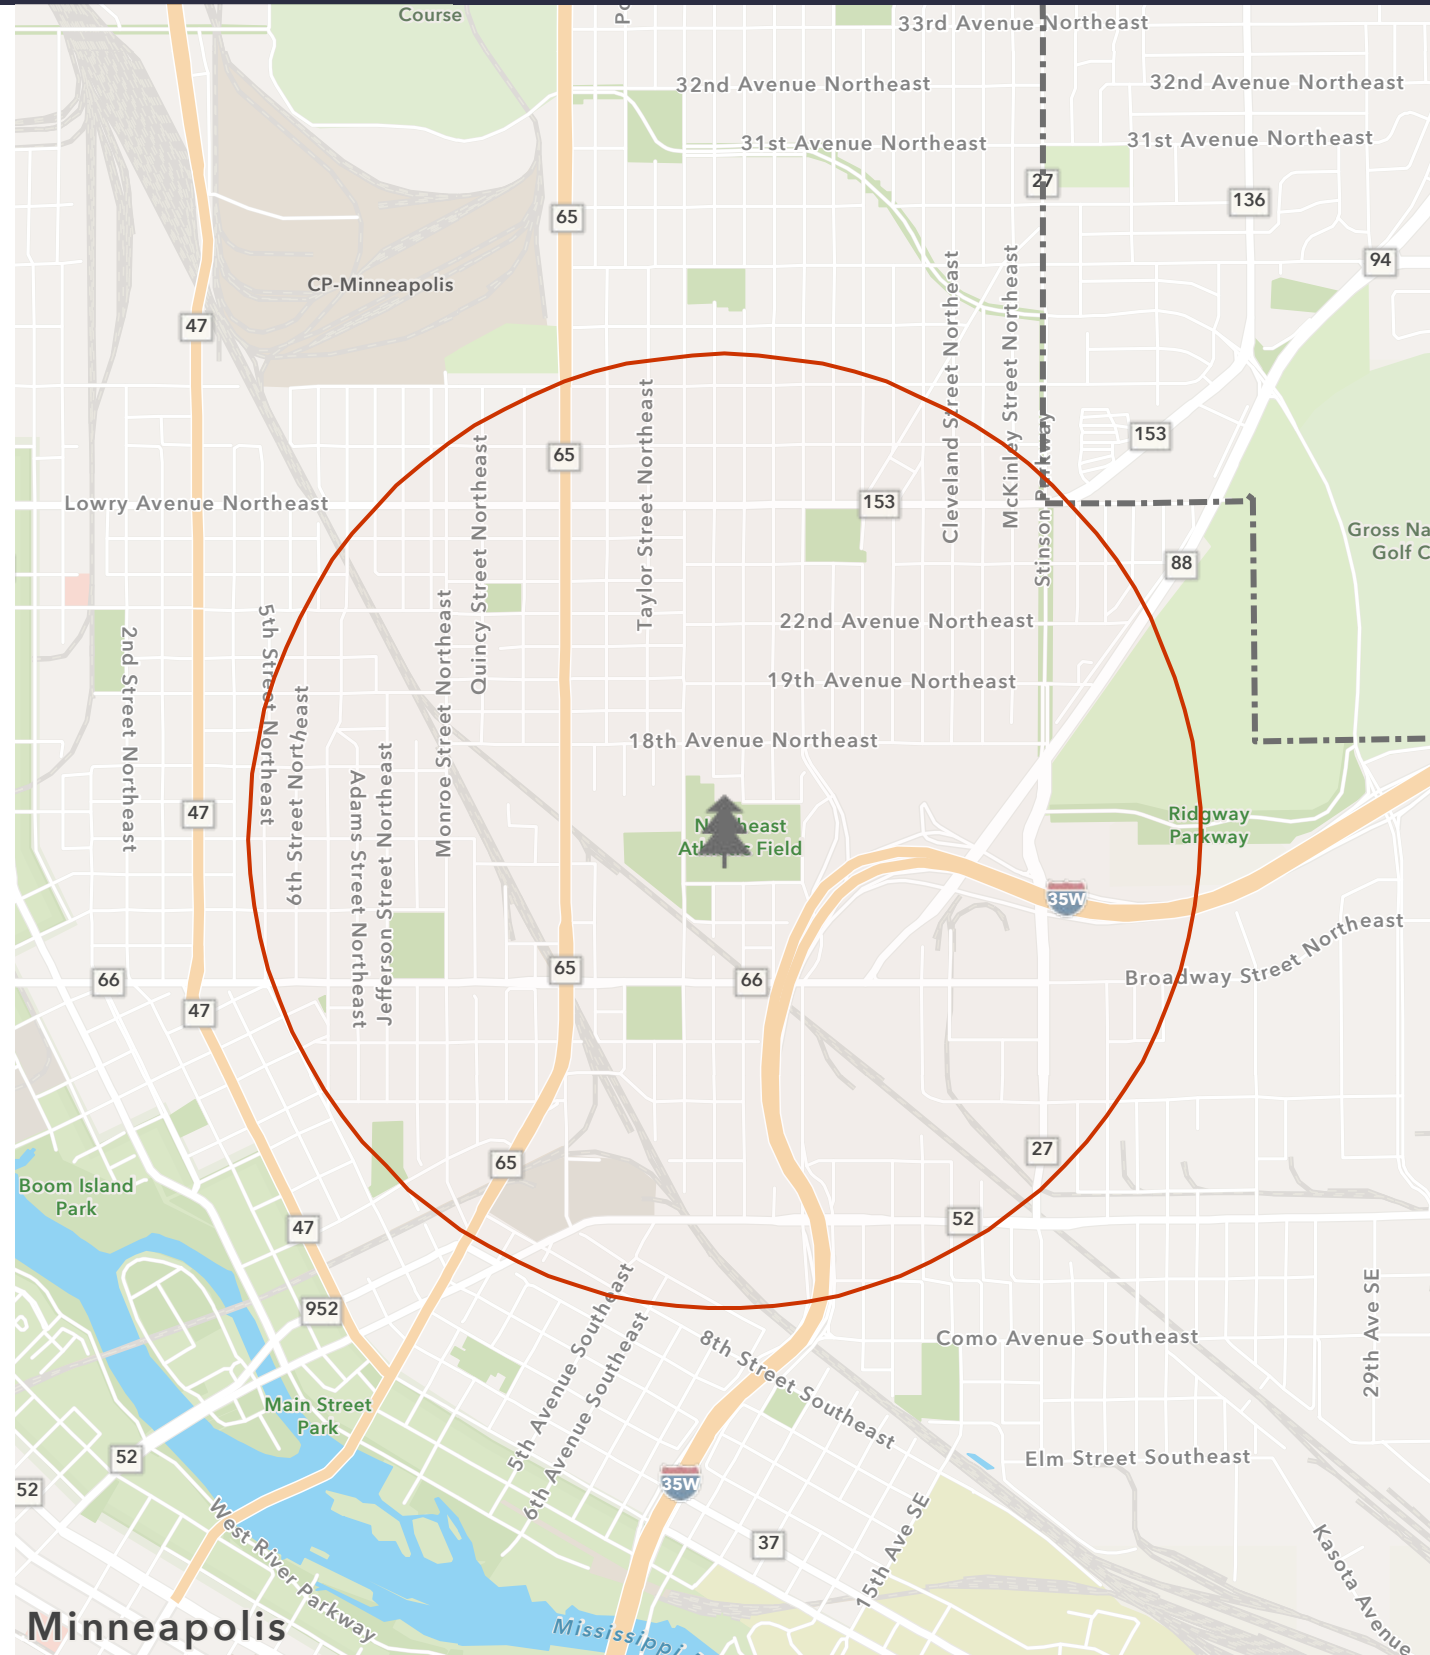 Course
33rd Avenue Northeast
32nd Avenue Northeast
32nd Avenue Northeast
31st Avenue Northeast
31st Avenue Northeast
27
136
65
94
CP-Minneapolis
47
Cleveland Street Northeast
McKinley Street Northeast
Taylor Street Northeast
Stinson Parkway
153
65
Quincy Street Northeast
Lowry Avenue Northeast
153
Gross Na
Golf C
88
22nd Avenue Northeast
5th Street Northeast
2nd Street Northeast
Monroe Street Northeast
19th Avenue Northeast
6th Street Northeast
18th Avenue Northeast
Adams Street Northeast
Jefferson Street Northeast
47
Northeast
Athletic Field
Ridgway
Parkway
35W
Broadway Street Northeast
65
66
66
47
27
65
Boom Island
Park
52
47
952
5th Avenue Southeast
6th Avenue Southeast
8th Street Southeast
Como Avenue Southeast
29th Ave SE
Main Street
Park
52
Elm Street Southeast
52
35W
West River Parkway
37
15th Ave SE
Kasota Avenue
Minneapolis
Mississippi